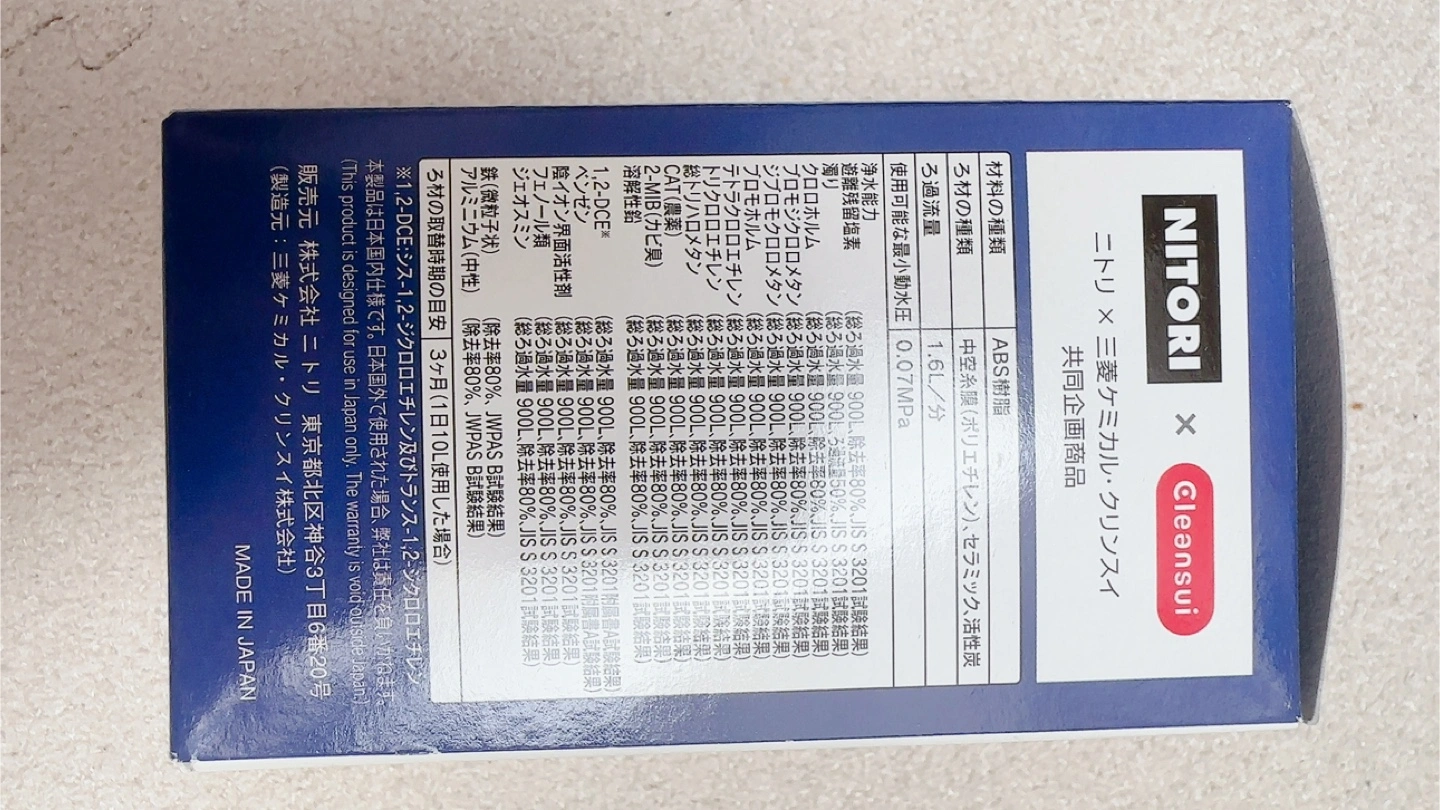 NITORI × Cleansui
ニトリ × 三菱ケミカル・クリンスイ
共同企画商品
材料の種類 ABS樹脂
ろ材の種類 中空糸膜(ポリエチレン)、セラミック、活性炭
ろ過流量 1.6L/分
使用可能な最小動水圧 0.07MPa
浄水能力
遊離残留塩素 (総ろ過水量 900L、除去率80%、JIS S 3201試験結果)
濁り (総ろ過水量 900L、ろ過流量50%、JIS S 3201試験結果)
クロロホルム (総ろ過水量 900L、除去率80%、JIS S 3201試験結果)
ブロモジクロロメタン (総ろ過水量 900L、除去率80%、JIS S 3201試験結果)
ジブロモクロロメタン (総ろ過水量 900L、除去率80%、JIS S 3201試験結果)
ブロモホルム (総ろ過水量 900L、除去率80%、JIS S 3201試験結果)
テトラクロロエチレン (総ろ過水量 900L、除去率80%、JIS S 3201試験結果)
トリクロロエチレン (総ろ過水量 900L、除去率80%、JIS S 3201試験結果)
総トリハロメタン (総ろ過水量 900L、除去率80%、JIS S 3201試験結果)
CAT(農薬) (総ろ過水量 900L、除去率80%、JIS S 3201試験結果)
2-MIB(カビ臭) (総ろ過水量 900L、除去率80%、JIS S 3201試験結果)
溶解性鉛 (総ろ過水量 900L、除去率80%、JIS S 3201試験結果)
1,2-DCE※ (総ろ過水量 900L、除去率80%、JIS S 3201附属書A試験結果)
ベンゼン (総ろ過水量 900L、除去率80%、JIS S 3201附属書A試験結果)
陰イオン界面活性剤 (総ろ過水量 900L、除去率80%、JIS S 3201試験結果)
フェノール類 (総ろ過水量 900L、除去率80%、JIS S 3201試験結果)
ジェオスミン (総ろ過水量 900L、除去率80%、JIS S 3201試験結果)
鉄(微粒子状) (除去率80%、JWPAS B試験結果)
アルミニウム(中性) (除去率80%、JWPAS B試験結果)
ろ材の取替時期の目安 3ヶ月(1日10L使用した場合)
※1,2-DCE:シス-1,2-ジクロロエチレン及びトランス-1,2-ジクロロエチレン
本製品は日本国内仕様です。日本国外で使用された場合、弊社は責任を負いかねます。
(This product is designed for use in Japan only. The warranty is void outside Japan.)
販売元 株式会社 ニトリ 東京都北区神谷3丁目6番20号
(製造元:三菱ケミカル・クリンスイ株式会社)
MADE IN JAPAN